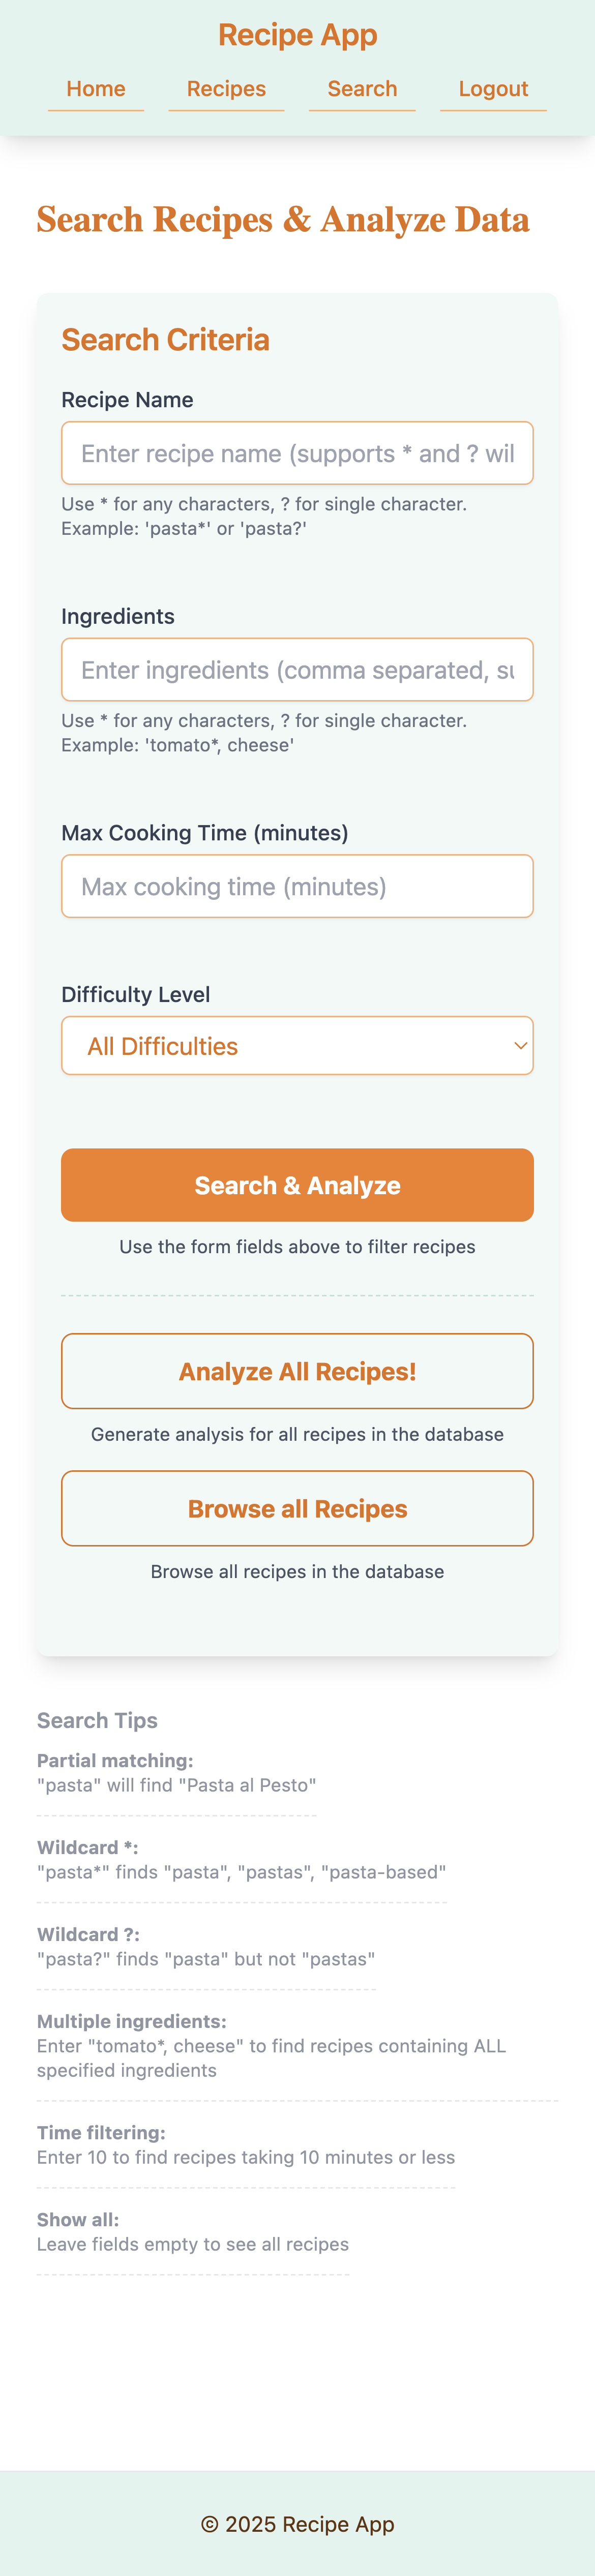 Recipe App
Home Recipes Search Logout
Search Recipes & Analyze Data
Search Criteria
Recipe Name
Enter recipe name (supports * and ? wil
Use * for any characters, ? for single character.
Example: 'pasta*' or 'pasta?'
Ingredients
Enter ingredients (comma separated, su
Use * for any characters, ? for single character.
Example: 'tomato*, cheese'
Max Cooking Time (minutes)
Max cooking time (minutes)
Difficulty Level
All Difficulties
Search & Analyze
Use the form fields above to filter recipes
Analyze All Recipes!
Generate analysis for all recipes in the database
Browse all Recipes
Browse all recipes in the database
Search Tips
Partial matching:
"pasta" will find "Pasta al Pesto"
Wildcard *:
"pasta*" finds "pasta", "pastas", "pasta-based"
Wildcard ?:
"pasta?" finds "pasta" but not "pastas"
Multiple ingredients:
Enter "tomato*, cheese" to find recipes containing ALL
specified ingredients
Time filtering:
Enter 10 to find recipes taking 10 minutes or less
Show all:
Leave fields empty to see all recipes
© 2025 Recipe App